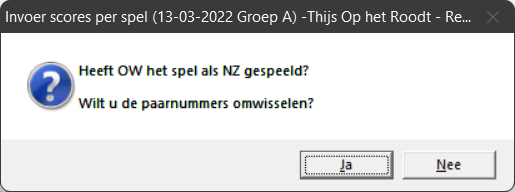 Invoer scores per spel (13-03-2022 Groep A) -Thijs Op het Roodt - Re...
Heeft OW het spel als NZ gespeeld?
Wilt u de paarnummers omwisselen?
Ja
Nee